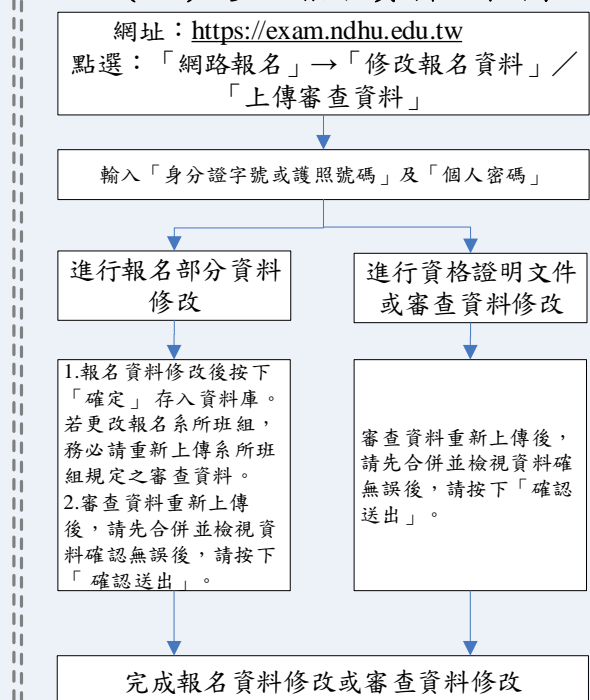 網址：https://exam.ndhu.edu.tw
點選：「網路報名」→「修改報名資料」／
「上傳審查資料」
輸入「身分證字號或護照號碼」及「個人密碼」
進行報名部分資料
修改
進行資格證明文件
或審查資料修改
1.報名資料修改後按下
「確定」 存入資料庫。
若更改報名系所班組，
務必請重新上傳系所班
組規定之審查資料。
2.審查資料重新上傳
後，請先合併並檢視資
料確認無誤後，請按下
「 確認送出」。
審查資料重新上傳後，
請先合併並檢視資料確
無誤後，請按下「確認
送出」。
完成報名資料修改或審查資料修改